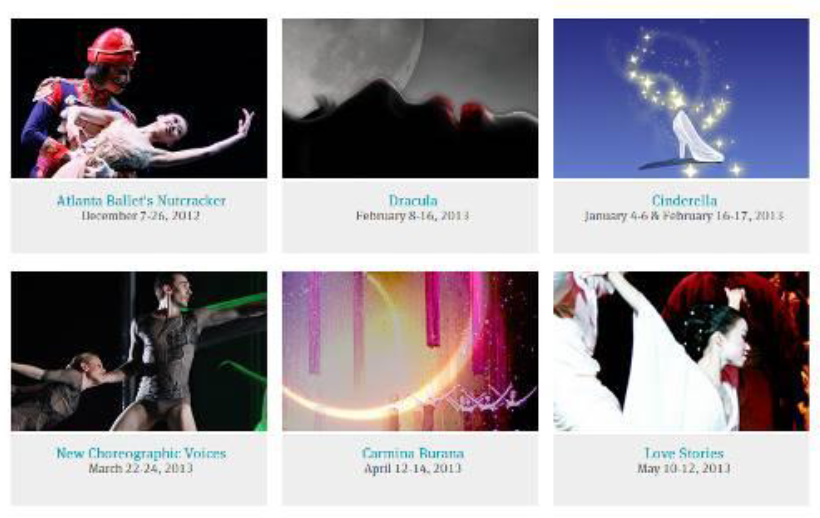 Atlanta Ballet's Nutcracker
December 7-26, 2012
Dracula
February 8-16, 2013
Cinderella
January 4-6 & February 16-17, 2013
New Choreographic Voices
March 22-24, 2013
Carmina Burana
April 12-14, 2013
Love Stories
May 10-12, 2013